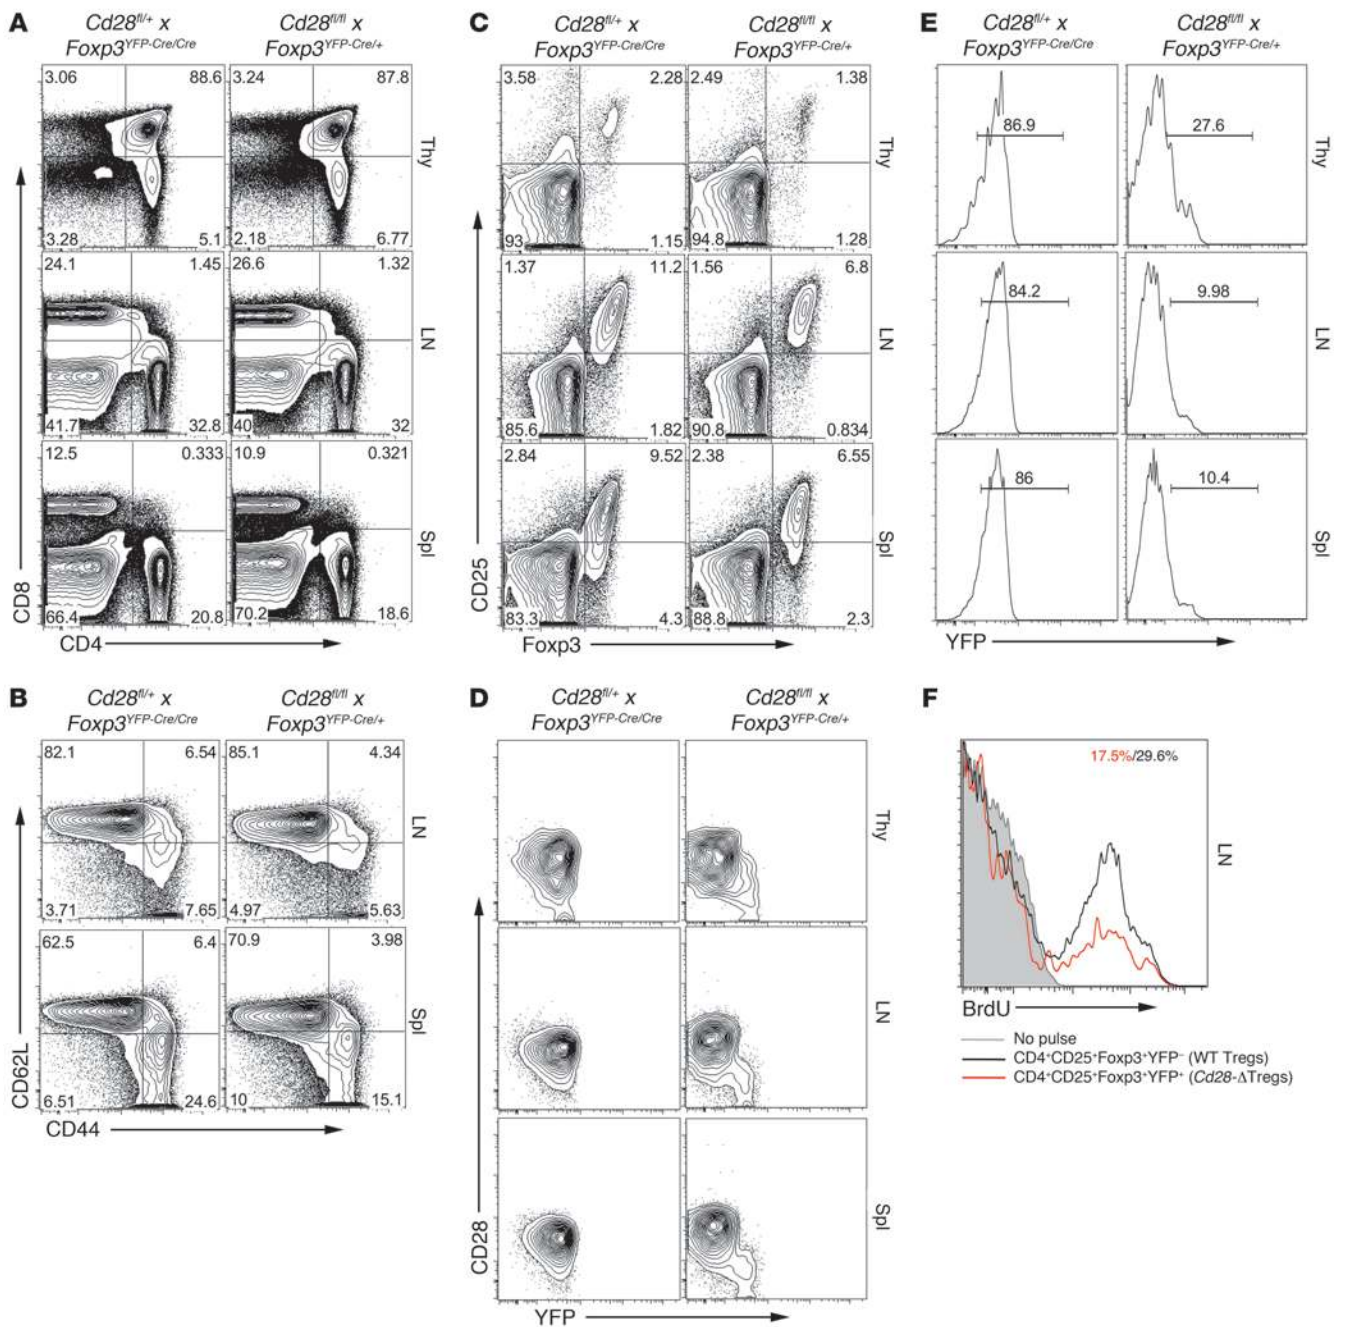 A
Cd28fl/+ x
Foxp3YFP-Cre/Cre
Cd28fl/fl x
Foxp3YFP-Cre/+
3.06 88.6 3.24 87.8
Thy
3.28 5.1 2.18 6.77
24.1 1.45 26.6 1.32
LN
41.7 32.8 40 32
12.5 0.333 10.9 0.321
Spl
66.4 20.8 70.2 18.6
CD8
CD4
B
Cd28fl/+ x
Foxp3YFP-Cre/Cre
Cd28fl/fl x
Foxp3YFP-Cre/+
82.1 6.54 85.1 4.34
LN
3.71 7.65 4.97 5.63
62.5 6.4 70.9 3.98
Spl
6.51 24.6 10 15.1
CD62L
CD44
C
Cd28fl/+ x
Foxp3YFP-Cre/Cre
Cd28fl/fl x
Foxp3YFP-Cre/+
3.58 2.28 2.49 1.38
Thy
93 1.15 94.8 1.28
1.37 11.2 1.56 6.8
LN
85.6 1.82 90.8 0.834
2.84 9.52 2.38 6.55
Spl
83.3 4.3 88.8 2.3
CD25
Foxp3
D
Cd28fl/+ x
Foxp3YFP-Cre/Cre
Cd28fl/fl x
Foxp3YFP-Cre/+
Thy
LN
Spl
CD28
YFP
E
Cd28fl/+ x
Foxp3YFP-Cre/Cre
Cd28fl/fl x
Foxp3YFP-Cre/+
86.9 27.6
Thy
84.2 9.98
LN
86 10.4
Spl
YFP
F
17.5%/29.6%
LN
BrdU
No pulse
CD4+CD25+Foxp3+YFP– (WT Tregs)
CD4+CD25+Foxp3+YFP+ (Cd28-ΔTregs)